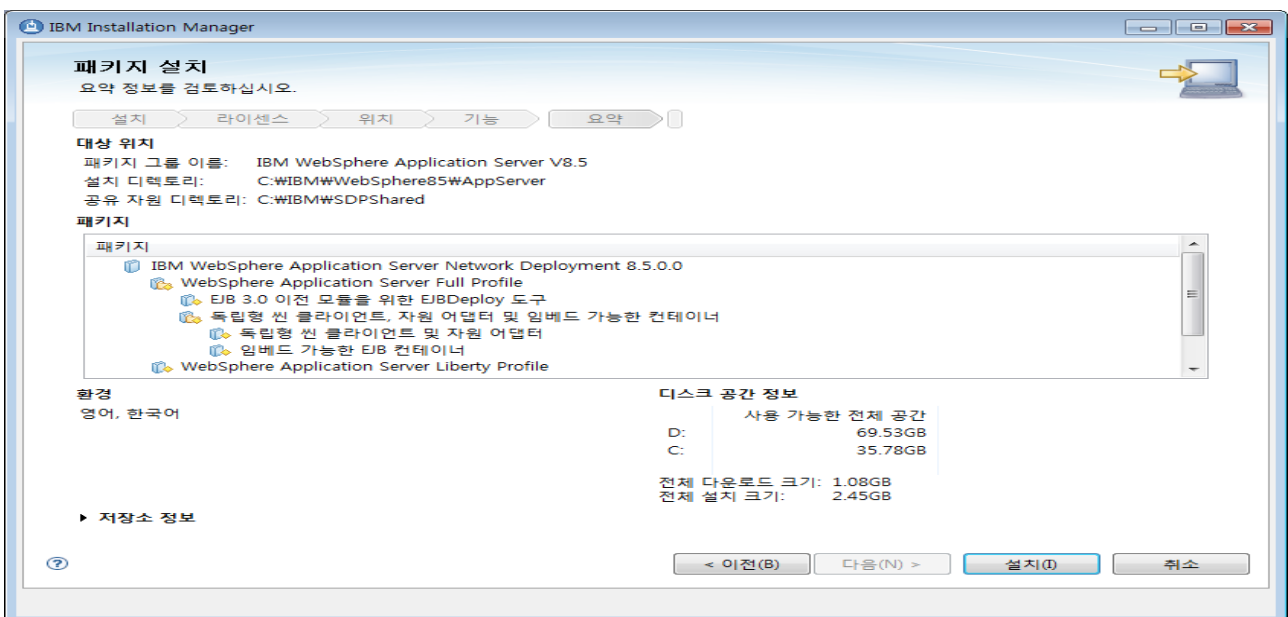 IBM Installation Manager
패키지 설치
요약 정보를 검토하십시오.
설치 라이센스 위치 기능 요약
대상 위치
패키지 그룹 이름: IBM WebSphere Application Server V8.5
설치 디렉토리: C:₩IBM₩WebSphere85₩AppServer
공유 자원 디렉토리: C:₩IBM₩SDPShared
패키지
패키지
IBM WebSphere Application Server Network Deployment 8.5.0.0
WebSphere Application Server Full Profile
EJB 3.0 이전 모듈을 위한 EJBDeploy 도구
독립형 씬 클라이언트, 자원 어댑터 및 임베드 가능한 컨테이너
독립형 씬 클라이언트 및 자원 어댑터
임베드 가능한 EJB 컨테이너
WebSphere Application Server Liberty Profile
환경
영어, 한국어
디스크 공간 정보
사용 가능한 전체 공간
D: 69.53GB
C: 35.78GB
전체 다운로드 크기: 1.08GB
전체 설치 크기: 2.45GB
저장소 정보
? < 이전(B) 다음(N) > 설치(I) 취소